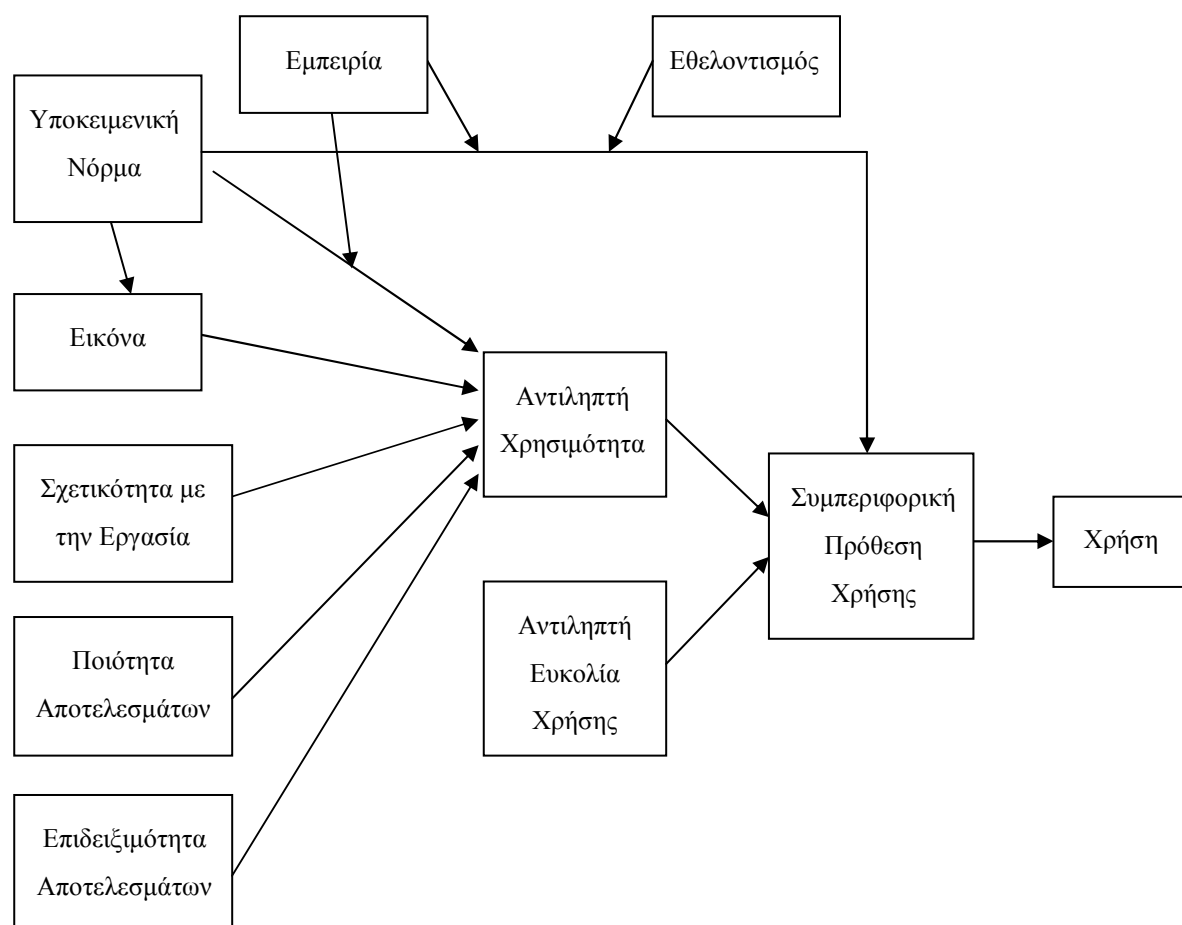 Εμπειρία
Εθελοντισμός
Υποκειμενική
Νόρμα
Εικόνα
Αντιληπτή
Χρησιμότητα
Σχετικότητα με
την Εργασία
Συμπεριφορική
Πρόθεση
Χρήσης
Χρήση
Ποιότητα
Αποτελεσμάτων
Αντιληπτή
Ευκολία
Χρήσης
Επιδειξιμότητα
Αποτελεσμάτων